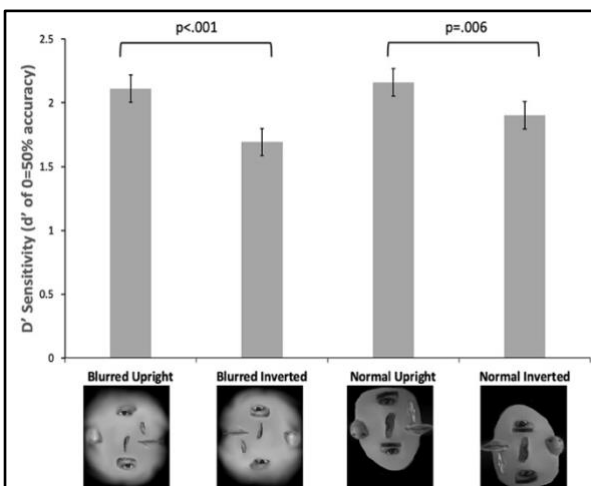 p<.001
p=.006
D’ Sensitivity (d’ of 0=50% accuracy)
2.5
2
1.5
1
0.5
0
Blurred Upright
Blurred Inverted
Normal Upright
Normal Inverted